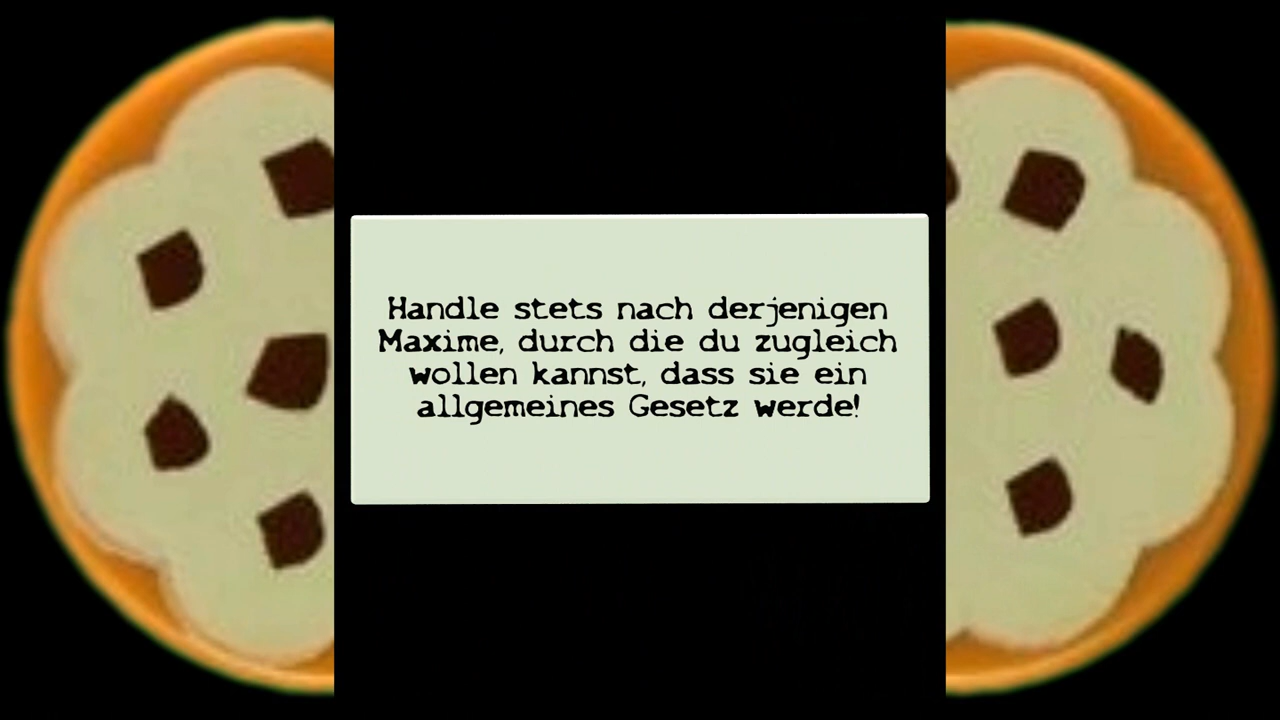 Handle stets nach derjenigen
Maxime, durch die du zugleich
wollen kannst, dass sie ein
allgemeines Gesetz werde!